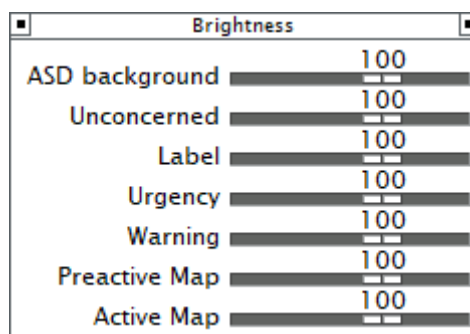 Brightness
100
ASD background
100
Unconcerned
100
Label
100
Urgency
100
Warning
100
Preactive Map
100
Active Map